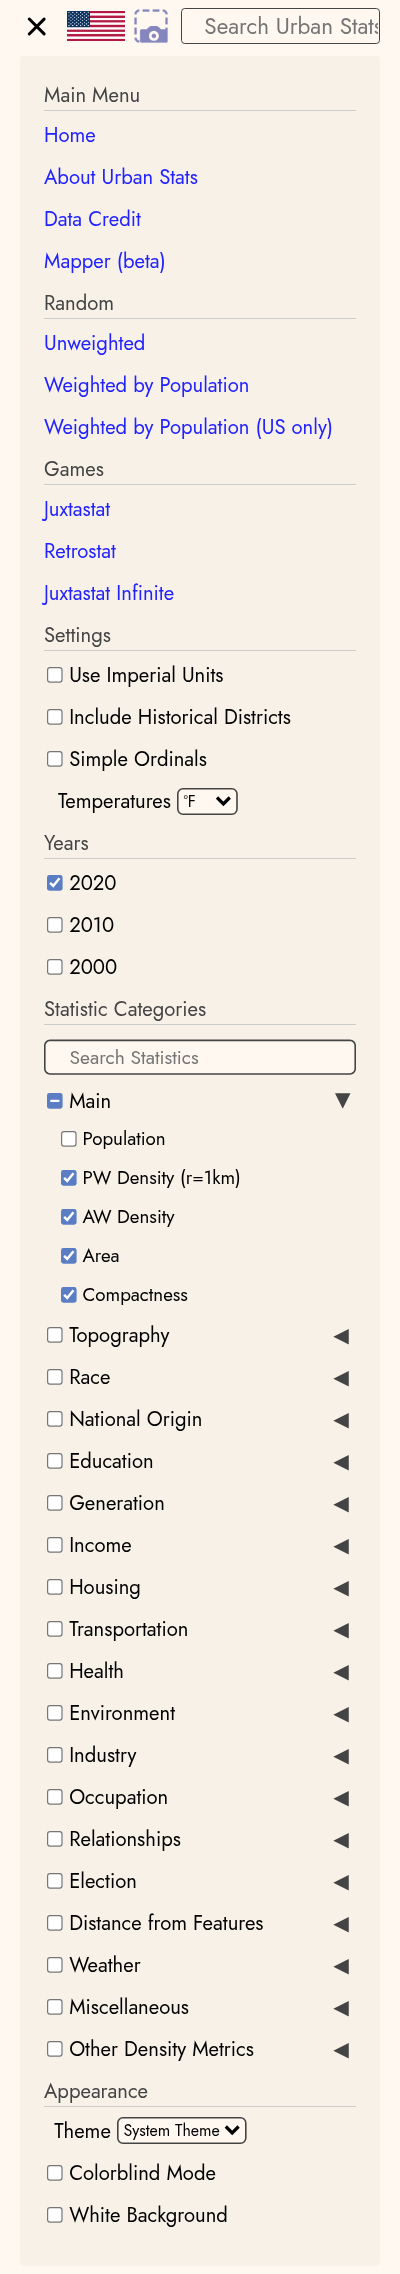 Search Urban Stats
Main Menu
Home
About Urban Stats
Data Credit
Mapper (beta)
Random
Unweighted
Weighted by Population
Weighted by Population (US only)
Games
Juxtastat
Retrostat
Juxtastat Infinite
Settings
Use Imperial Units
Include Historical Districts
Simple Ordinals
Temperatures °F
Years
2020
2010
2000
Statistic Categories
Search Statistics
Main
Population
PW Density (r=1km)
AW Density
Area
Compactness
Topography
Race
National Origin
Education
Generation
Income
Housing
Transportation
Health
Environment
Industry
Occupation
Relationships
Election
Distance from Features
Weather
Miscellaneous
Other Density Metrics
Appearance
Theme System Theme
Colorblind Mode
White Background